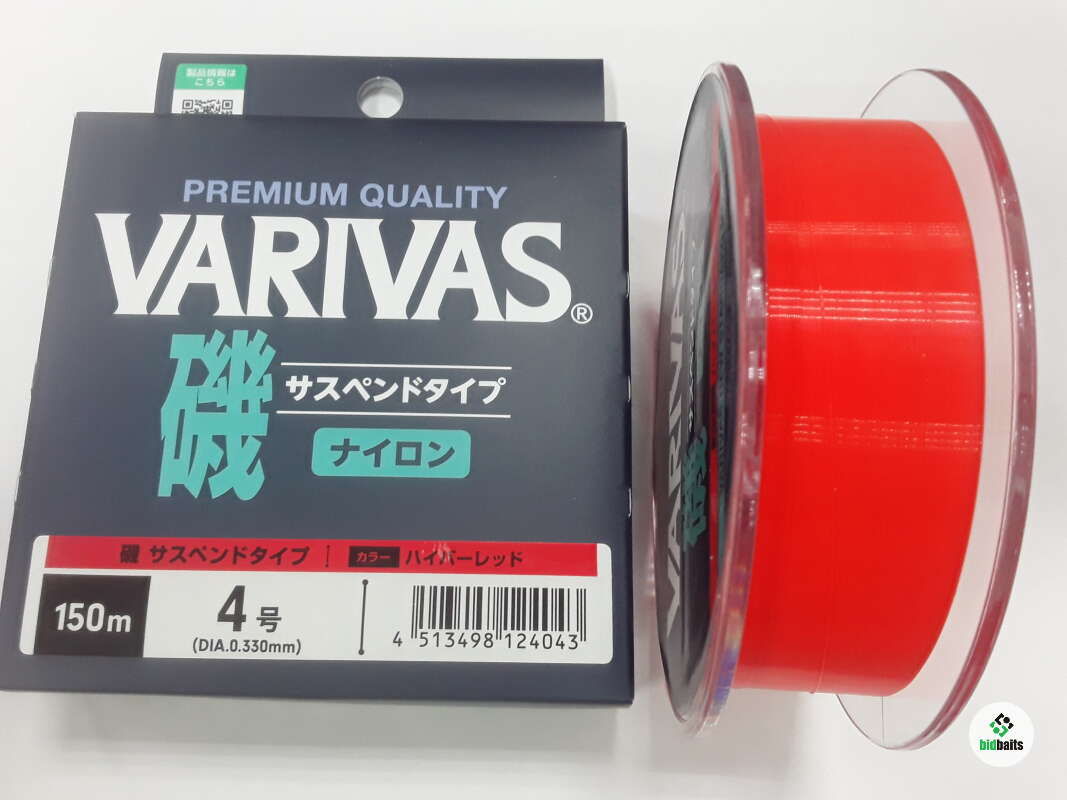 製品情報は
こちら
PREMIUM QUALITY
VARIVAS®
磯
サスペンドタイプ
ナイロン
磯 サスペンドタイプ カラー ハイパーレッド
150m
4号
(DIA.0.330mm)
4 513498 124043
VARIVAS
磯
bidbaits